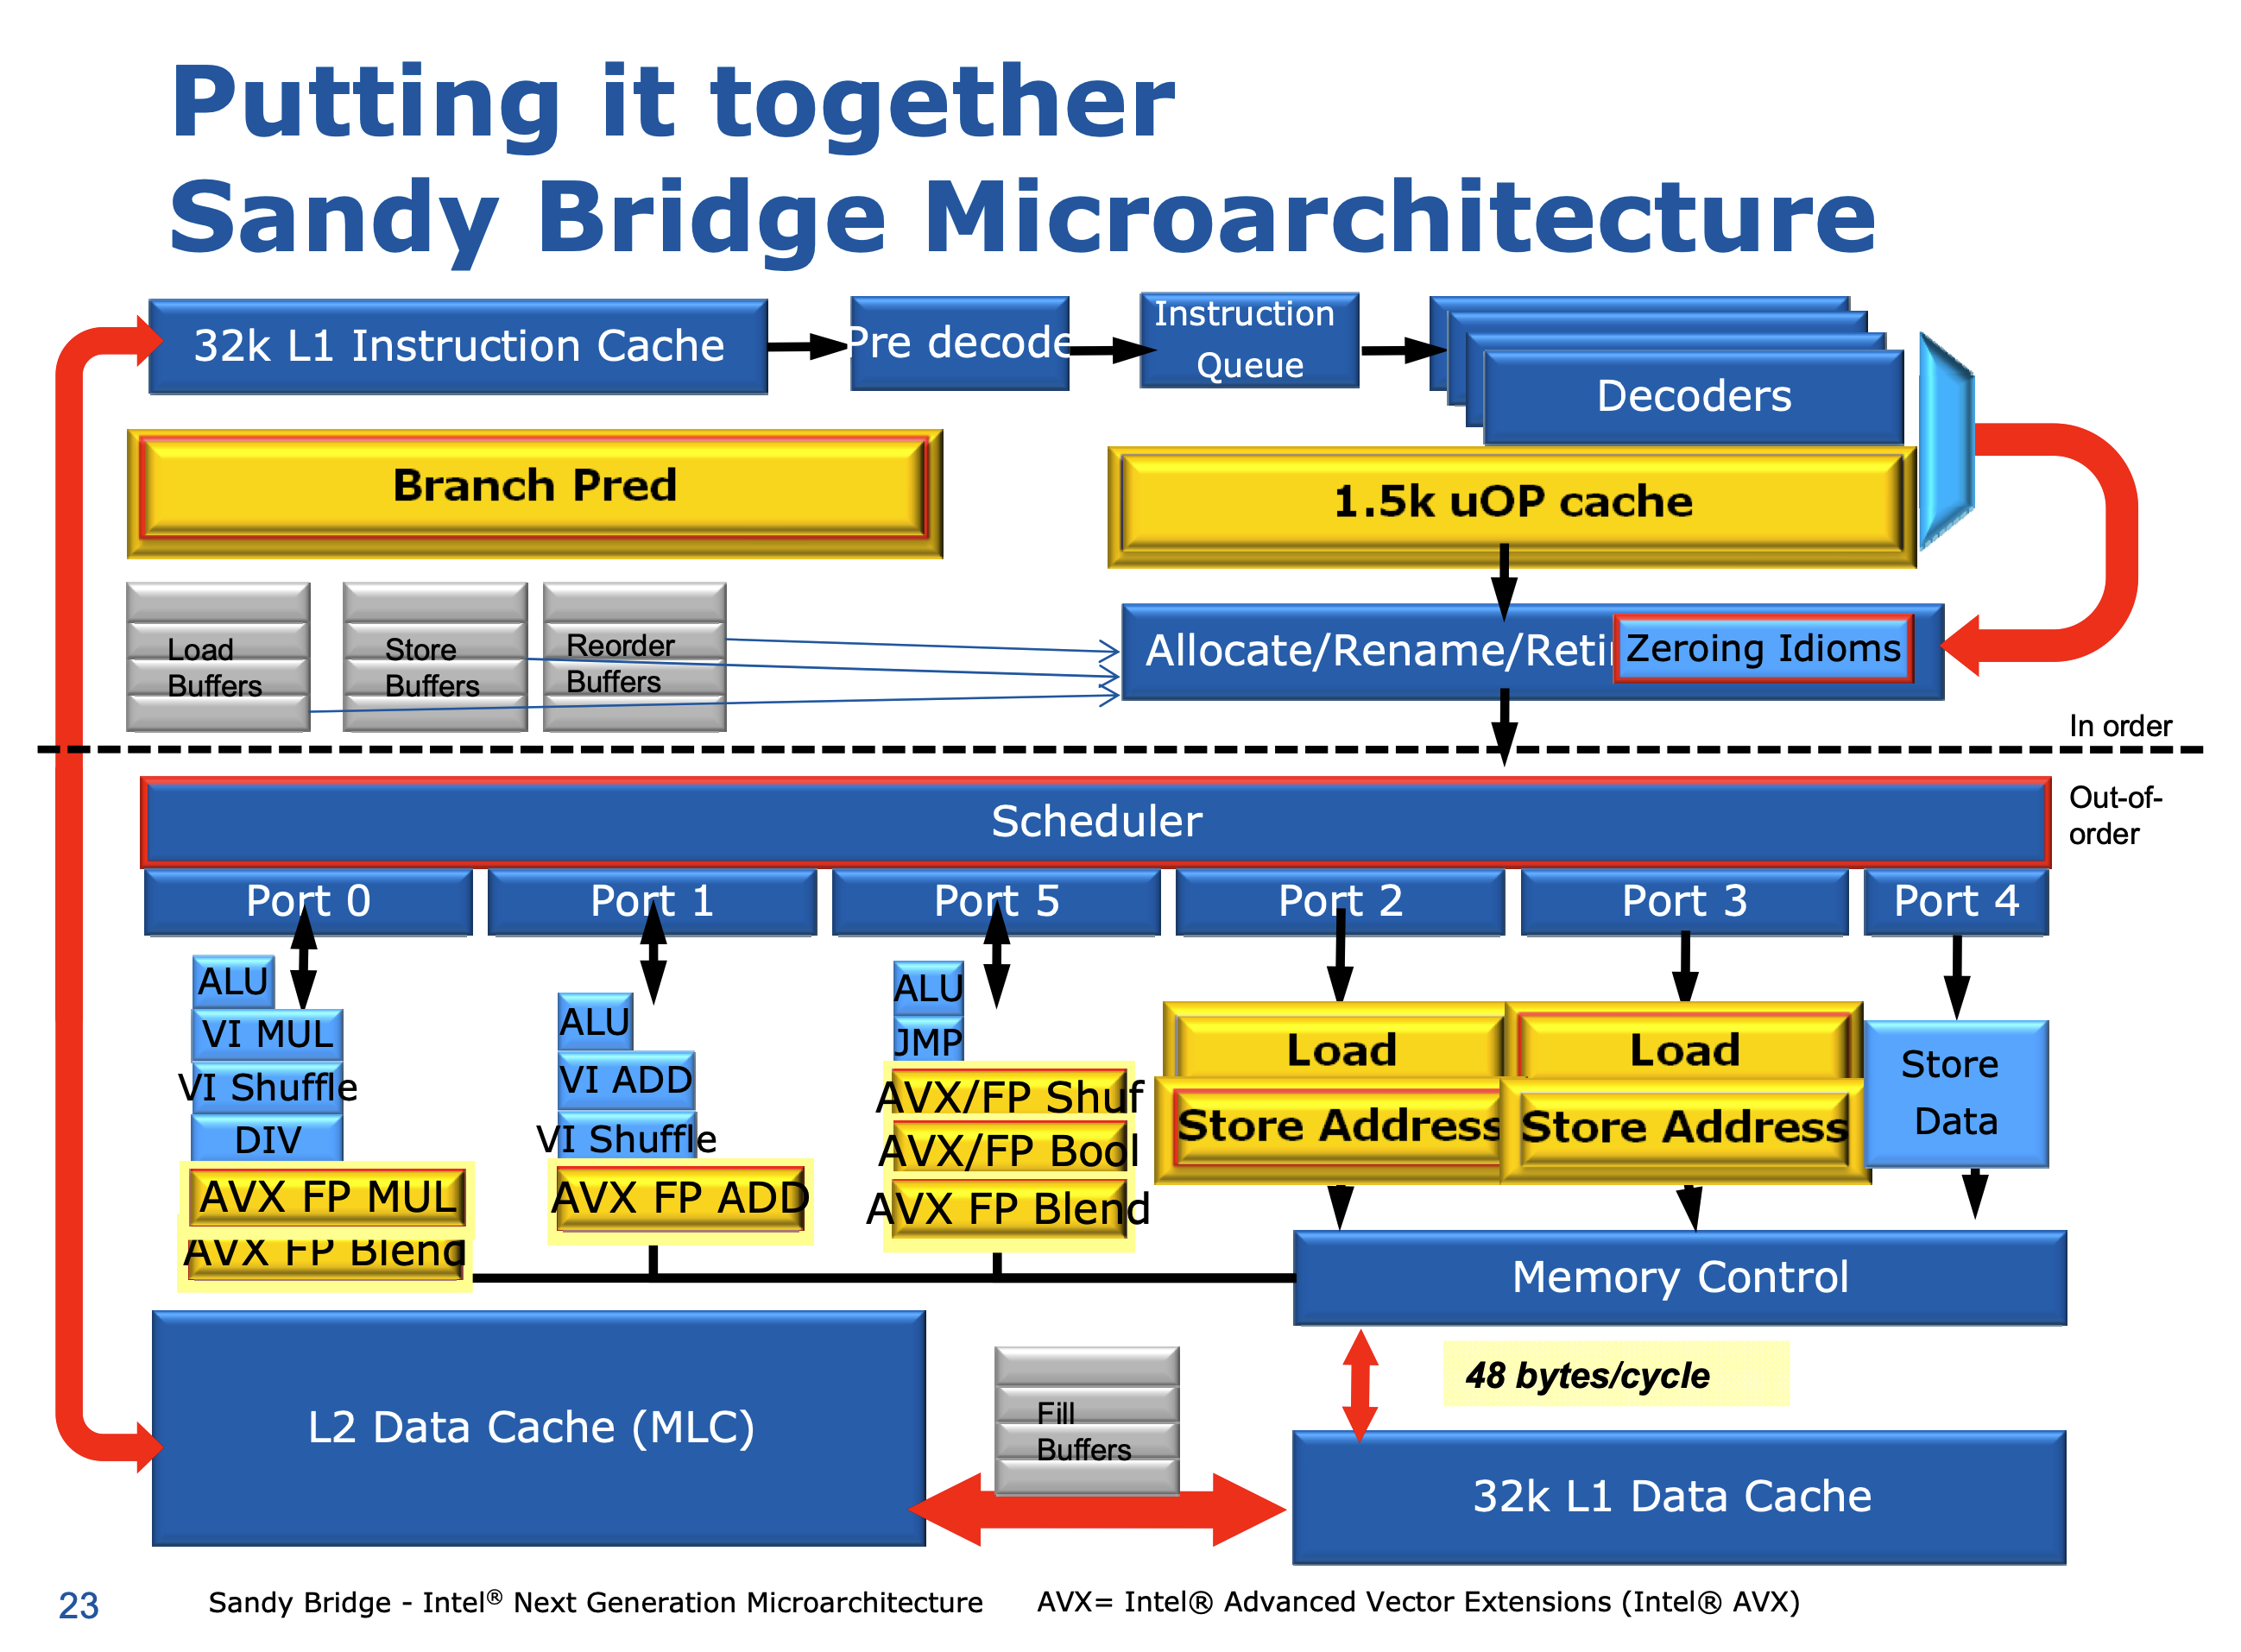 Putting it together
Sandy Bridge Microarchitecture
32k L1 Instruction Cache
Pre decode
Instruction
Queue
Decoders
Branch Pred
1.5k uOP cache
Load
Buffers
Store
Buffers
Reorder
Buffers
Allocate/Rename/Reti
Zeroing Idioms
In order
Scheduler
Out-of-
order
Port 0
Port 1
Port 5
Port 2
Port 3
Port 4
ALU
VI MUL
VI Shuffle
DIV
AVX FP MUL
AVX FP Blend
ALU
VI ADD
VI Shuffle
AVX FP ADD
ALU
JMP
AVX/FP Shuf
AVX/FP Bool
AVX FP Blend
Load
Store Address
Load
Store Address
Store
Data
Memory Control
48 bytes/cycle
L2 Data Cache (MLC)
Fill
Buffers
32k L1 Data Cache
23
Sandy Bridge - Intel® Next Generation Microarchitecture
AVX= Intel® Advanced Vector Extensions (Intel® AVX)